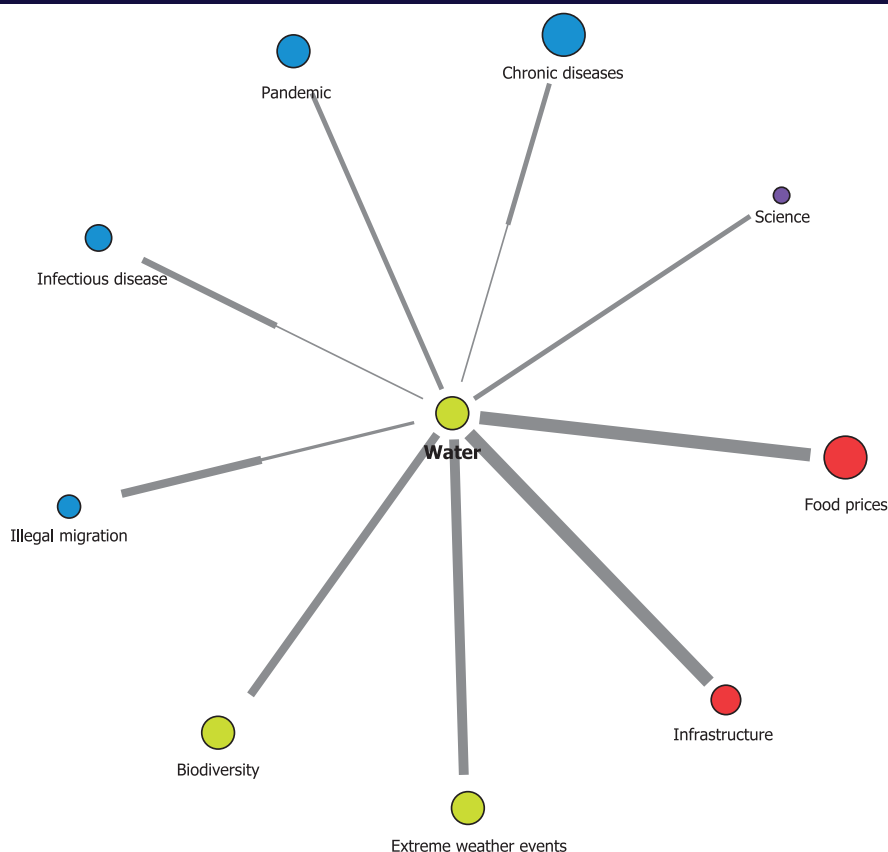 Chronic diseases
Pandemic
Science
Infectious disease
Water
Food prices
Illegal migration
Infrastructure
Biodiversity
Extreme weather events